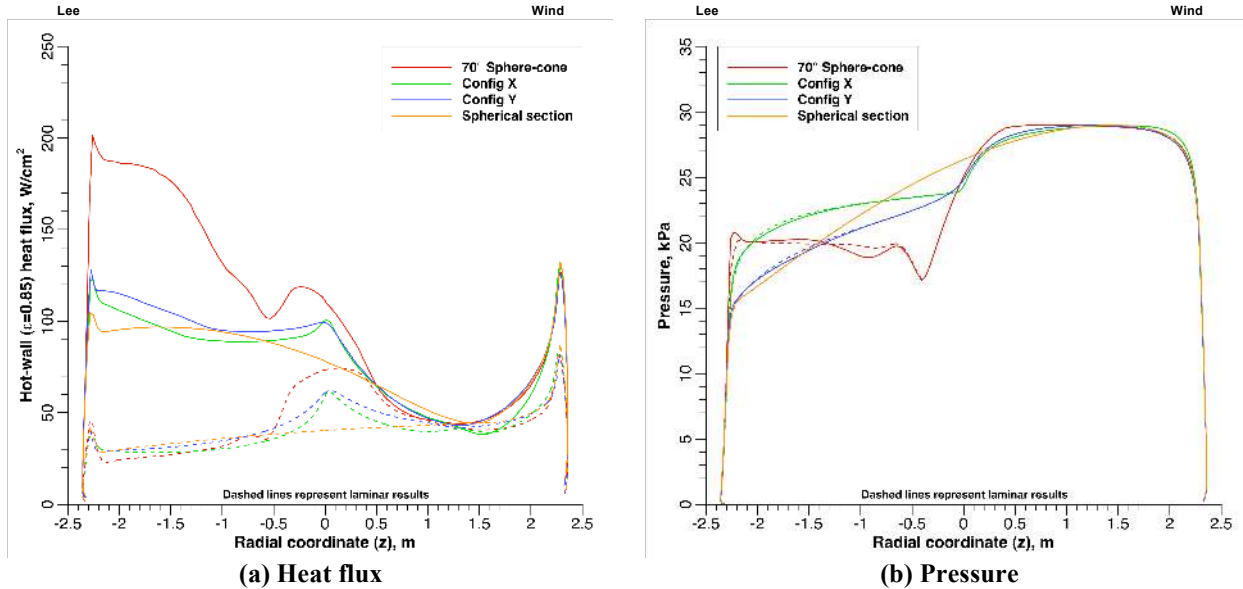 Lee Wind
250
200
150
100
50
0
Hot-wall (ε=0.85) heat flux, W/cm²
70° Sphere-cone
Config X
Config Y
Spherical section
Dashed lines represent laminar results
-2.5 -2 -1.5 -1 -0.5 0 0.5 1 1.5 2 2.5
Radial coordinate (z), m
(a) Heat flux
Lee Wind
35
30
25
20
15
10
5
0
Pressure, kPa
70° Sphere-cone
Config X
Config Y
Spherical section
Dashed lines represent laminar results
-2.5 -2 -1.5 -1 -0.5 0 0.5 1 1.5 2 2.5
Radial coordinate (z), m
(b) Pressure